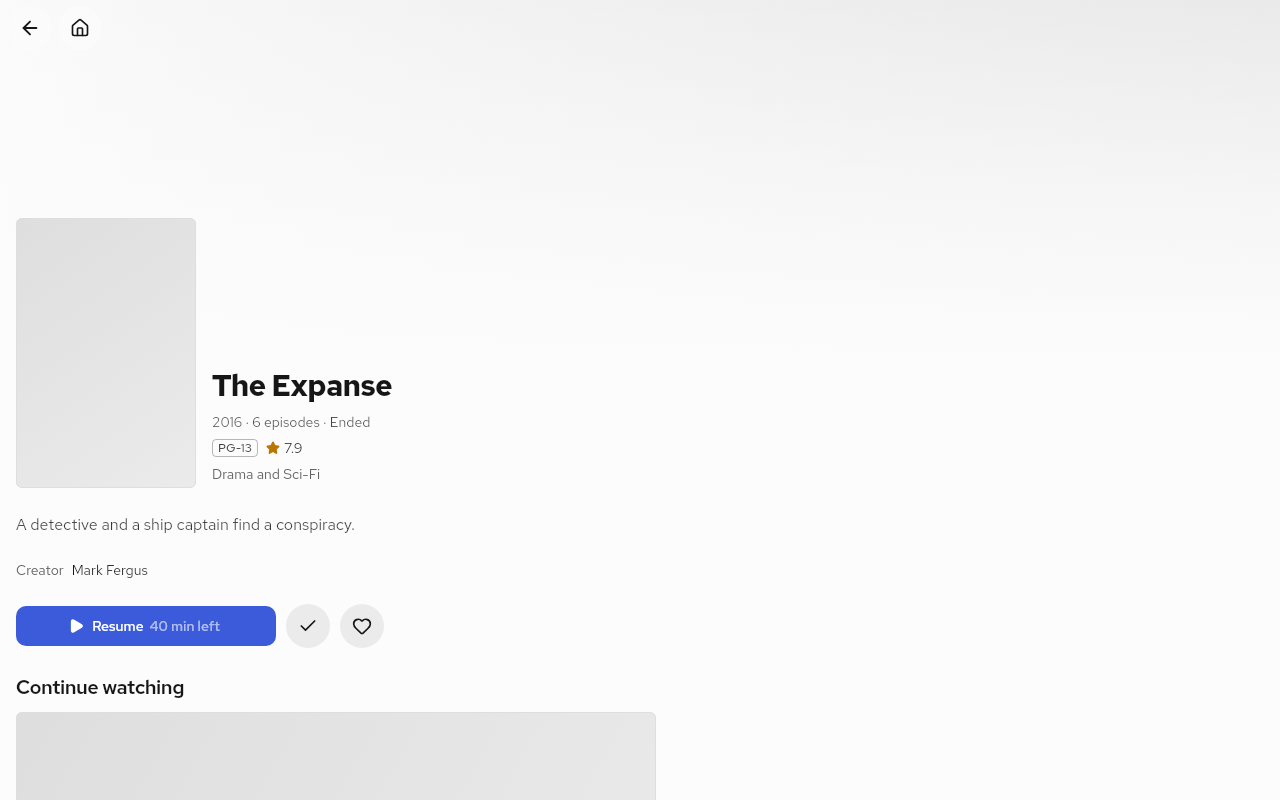 The Expanse
2016 · 6 episodes · Ended
PG-13 7.9
Drama and Sci-Fi
A detective and a ship captain find a conspiracy.
Creator Mark Fergus
Resume 40 min left
Continue watching